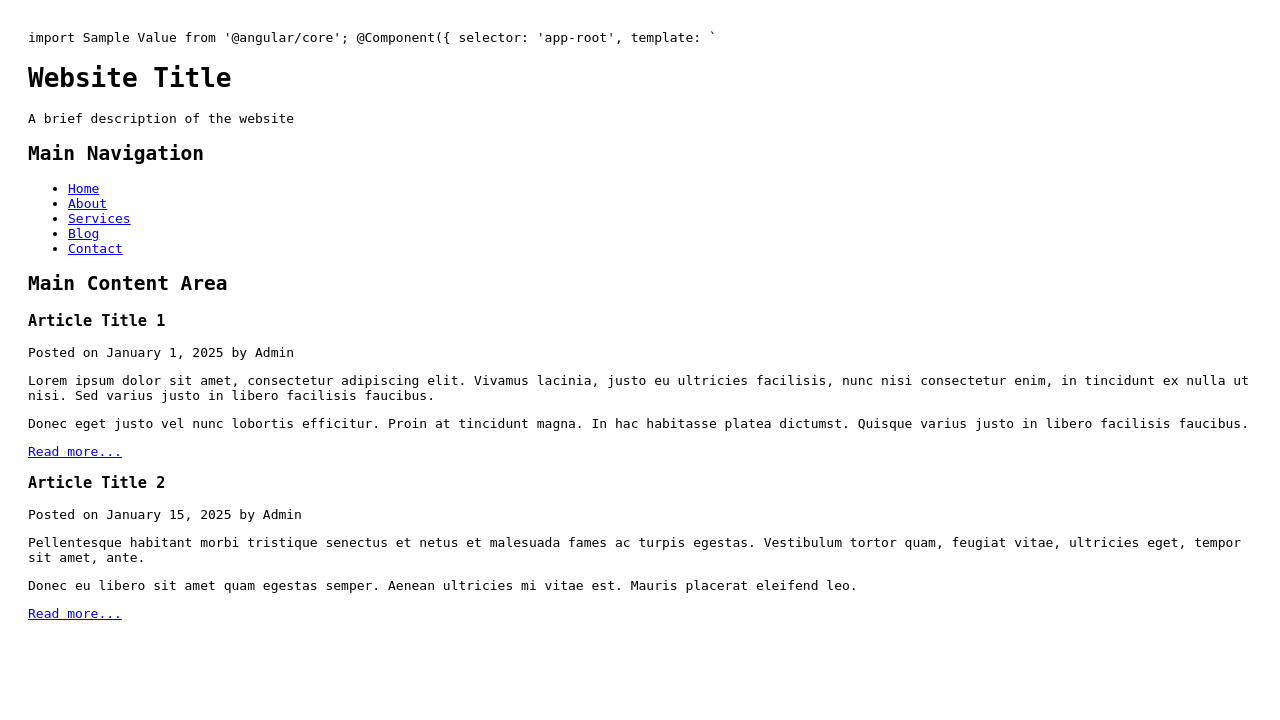 import Sample Value from '@angular/core'; @Component({ selector: 'app-root', template: `
Website Title
A brief description of the website
Main Navigation
Home
About
Services
Blog
Contact
Main Content Area
Article Title 1
Posted on January 1, 2025 by Admin
Lorem ipsum dolor sit amet, consectetur adipiscing elit. Vivamus lacinia, justo eu ultricies facilisis, nunc nisi consectetur enim, in tincidunt ex nulla ut
nisi. Sed varius justo in libero facilisis faucibus.
Donec eget justo vel nunc lobortis efficitur. Proin at tincidunt magna. In hac habitasse platea dictumst. Quisque varius justo in libero facilisis faucibus.
Read more...
Article Title 2
Posted on January 15, 2025 by Admin
Pellentesque habitant morbi tristique senectus et netus et malesuada fames ac turpis egestas. Vestibulum tortor quam, feugiat vitae, ultricies eget, tempor
sit amet, ante.
Donec eu libero sit amet quam egestas semper. Aenean ultricies mi vitae est. Mauris placerat eleifend leo.
Read more...